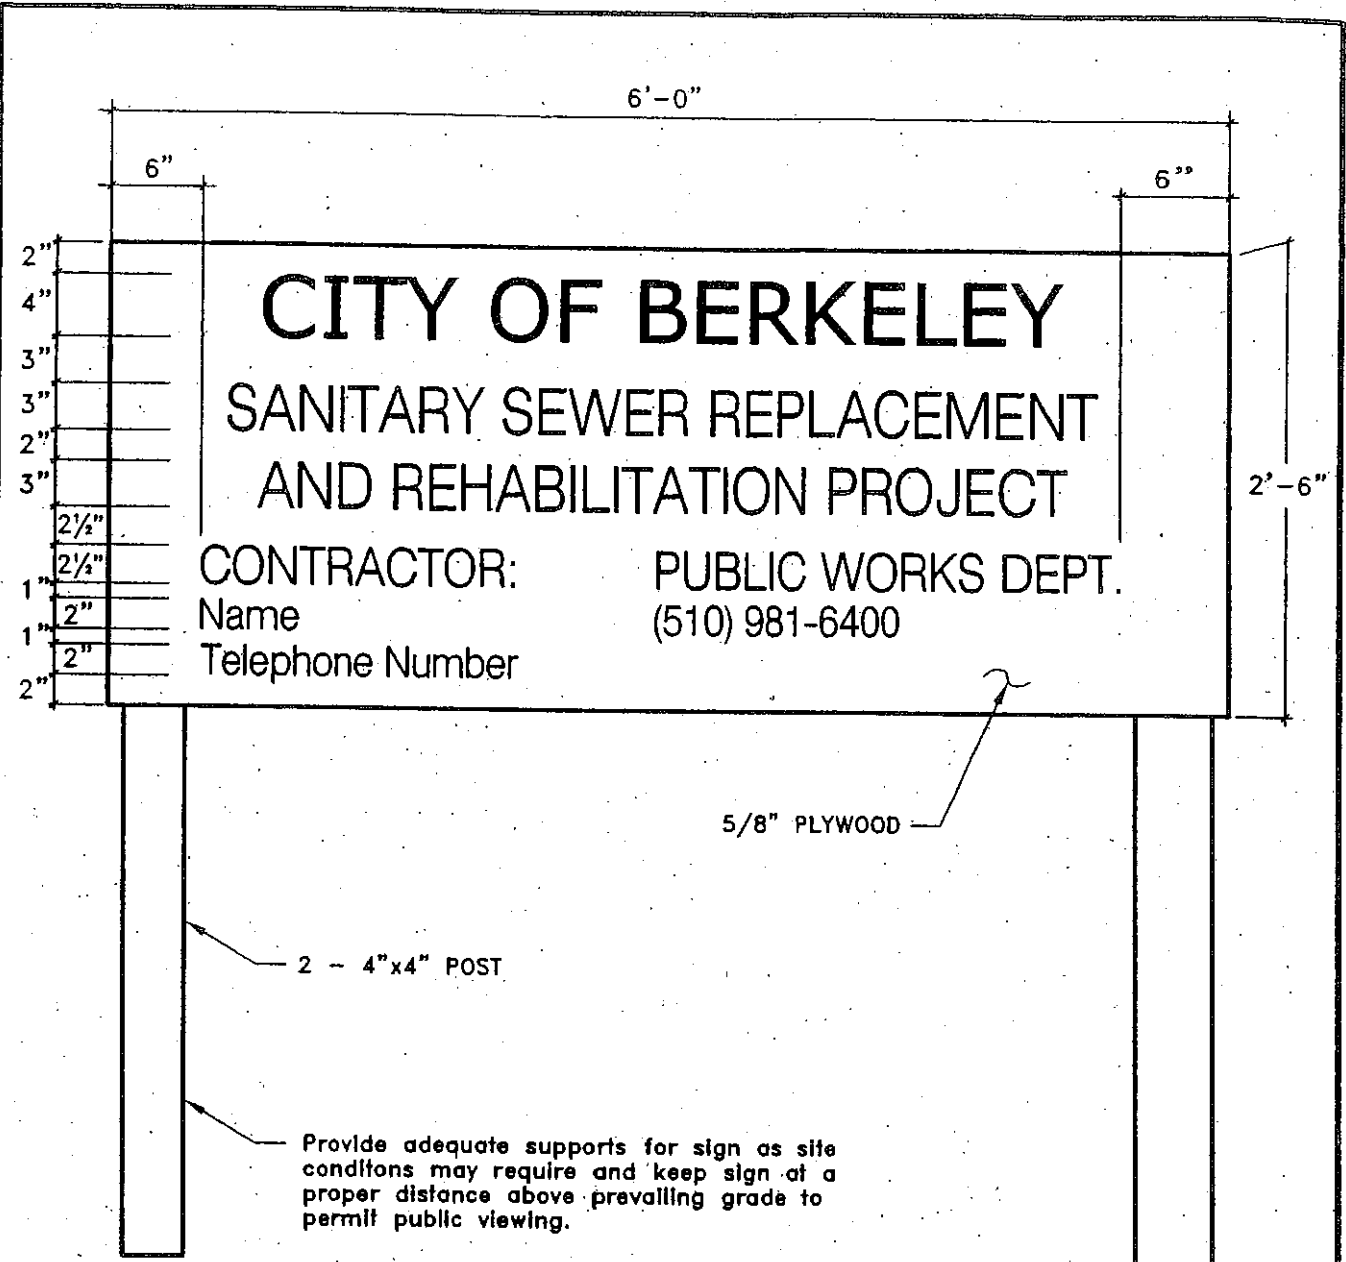 6'-0"
6" 6"
2"
4"
3"
3"
2"
3"
2½"
2½"
1"
2"
1"
2"
2"
CITY OF BERKELEY
SANITARY SEWER REPLACEMENT
AND REHABILITATION PROJECT
CONTRACTOR: PUBLIC WORKS DEPT.
Name (510) 981-6400
Telephone Number
2'-6"
5/8" PLYWOOD
2 - 4"x4" POST
Provide adequate supports for sign as site
conditons may require and keep sign at a
proper distance above prevailing grade to
permit public viewing.